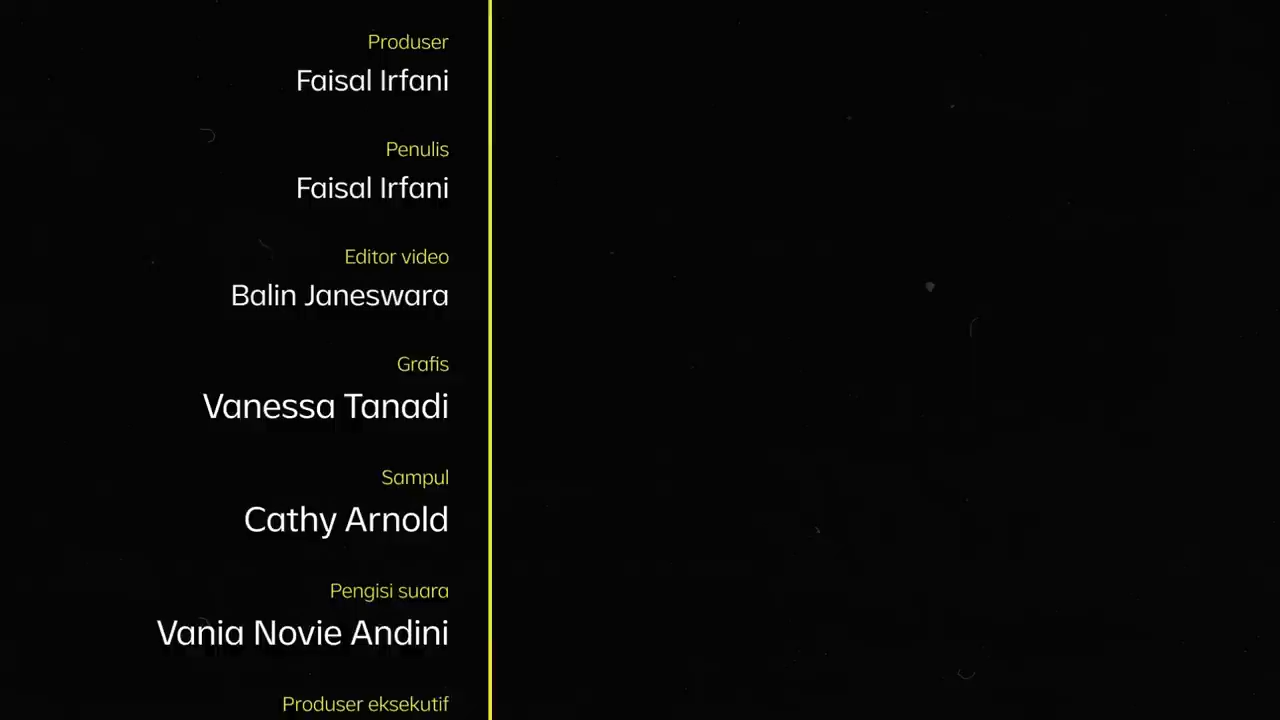 Produser
Faisal Irfani
Penulis
Faisal Irfani
Editor video
Balin Janeswara
Grafis
Vanessa Tanadi
Sampul
Cathy Arnold
Pengisi suara
Vania Novie Andini
Produser eksekutif